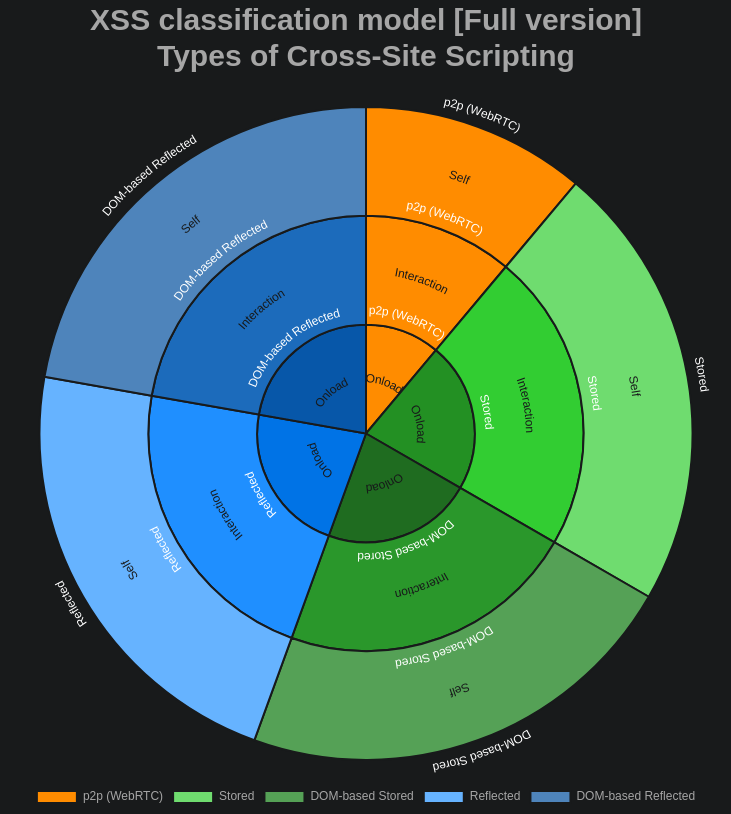 XSS classification model [Full version]
Types of Cross-Site Scripting
p2p (WebRTC)
DOM-based Reflected
Self
Self
p2p (WebRTC)
DOM-based Reflected
Interaction
Interaction
p2p (WebRTC)
DOM-based Reflected
Onload
Onload
Stored
Self
Stored
Interaction
Stored
Onload
Onload
Onload
Reflected
Interaction
Reflected
Self
Reflected
DOM-based Stored
Interaction
DOM-based Stored
Self
DOM-based Stored
p2p (WebRTC) Stored DOM-based Stored Reflected DOM-based Reflected